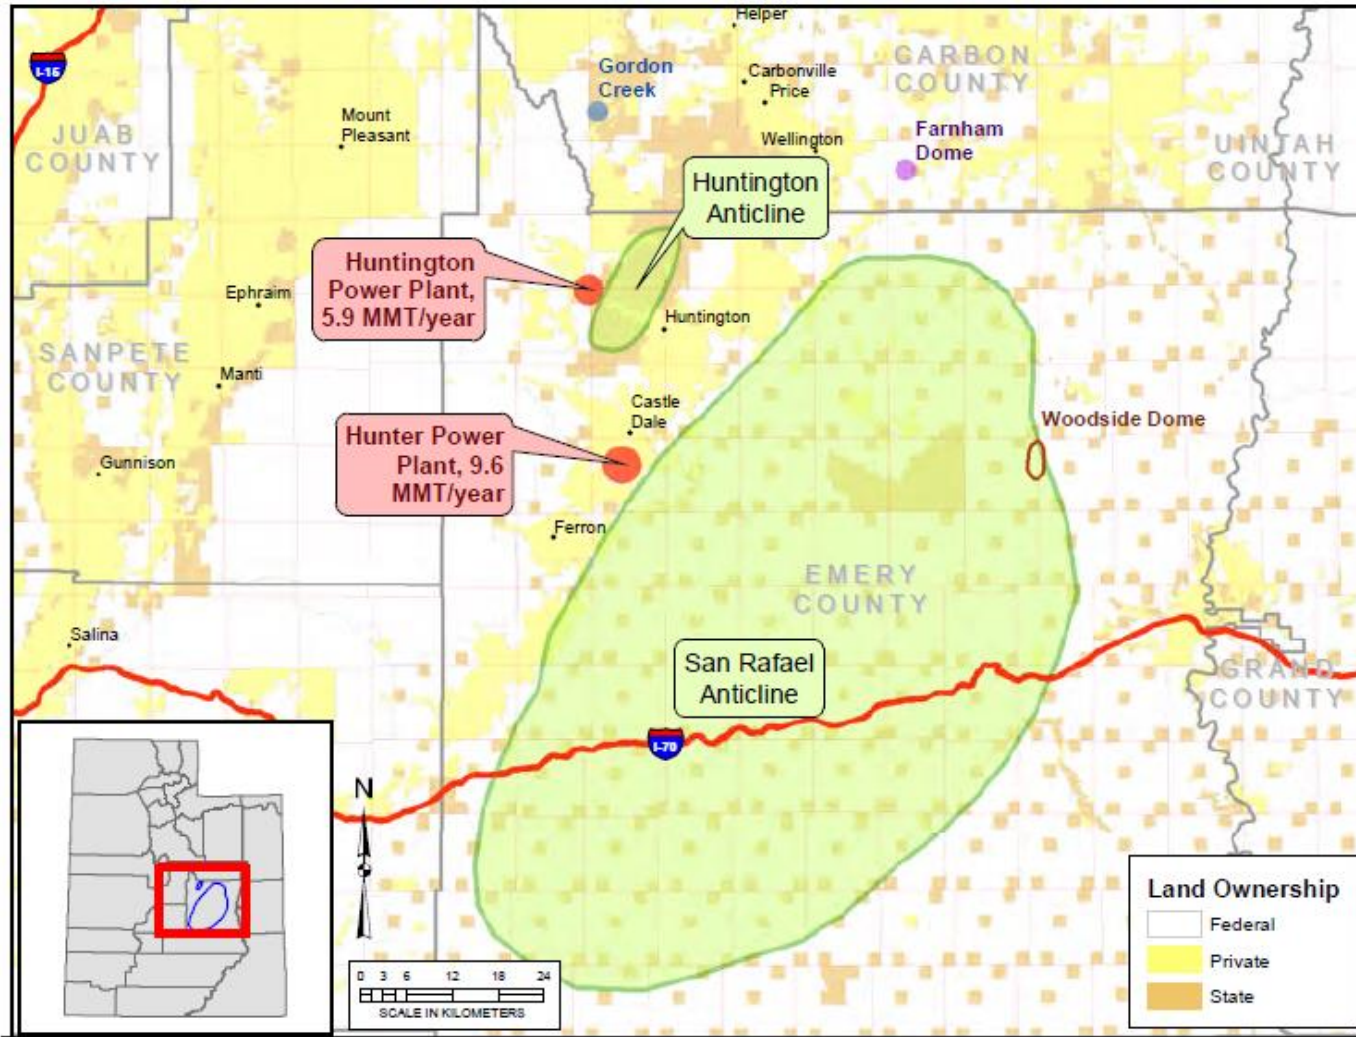 Helper
I-15
Gordon
Creek
Carbonville
Price
CARBON
COUNTY
Mount
Pleasant
JUAB
COUNTY
Wellington
Farnham
Dome
UINTAH
COUNTY
Huntington
Anticline
Huntington
Power Plant,
5.9 MMT/year
Ephraim
Huntington
SANPETE
COUNTY
Manti
Castle
Dale
Woodside Dome
Hunter Power
Plant, 9.6
MMT/year
Gunnison
Ferron
EMERY
COUNTY
Salina
San Rafael
Anticline
GRAND
COUNTY
I-70
N
Land Ownership
Federal
Private
State
0 3 6 12 18 24
SCALE IN KILOMETERS